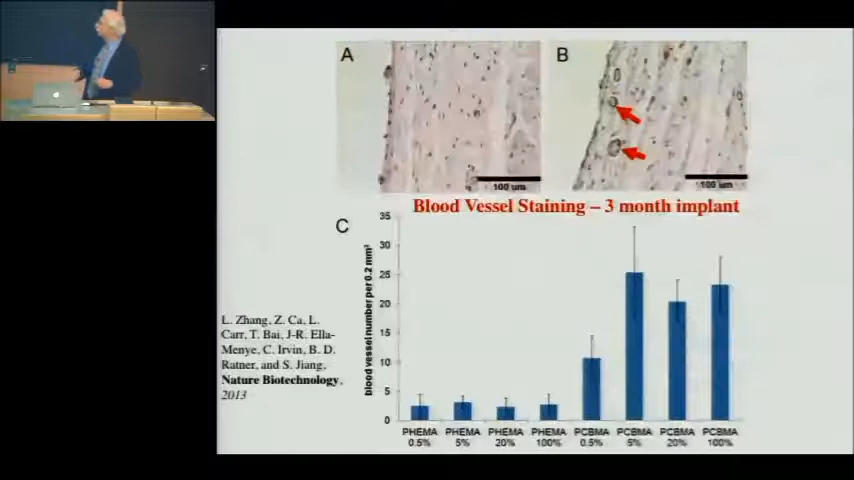 A
B
100 um
100 um
Blood Vessel Staining – 3 month implant
C
35
30
25
20
15
10
5
0
blood vessel number per 0.2 mm²
PHEMA 0.5%
PHEMA 5%
PHEMA 20%
PHEMA 100%
PCBMA 0.5%
PCBMA 5%
PCBMA 20%
PCBMA 100%
L. Zhang, Z. Ca, L.
Carr, T. Bai, J-R. Ella-
Menye, C. Irvin, B. D.
Ratner, and S. Jiang,
Nature Biotechnology,
2013